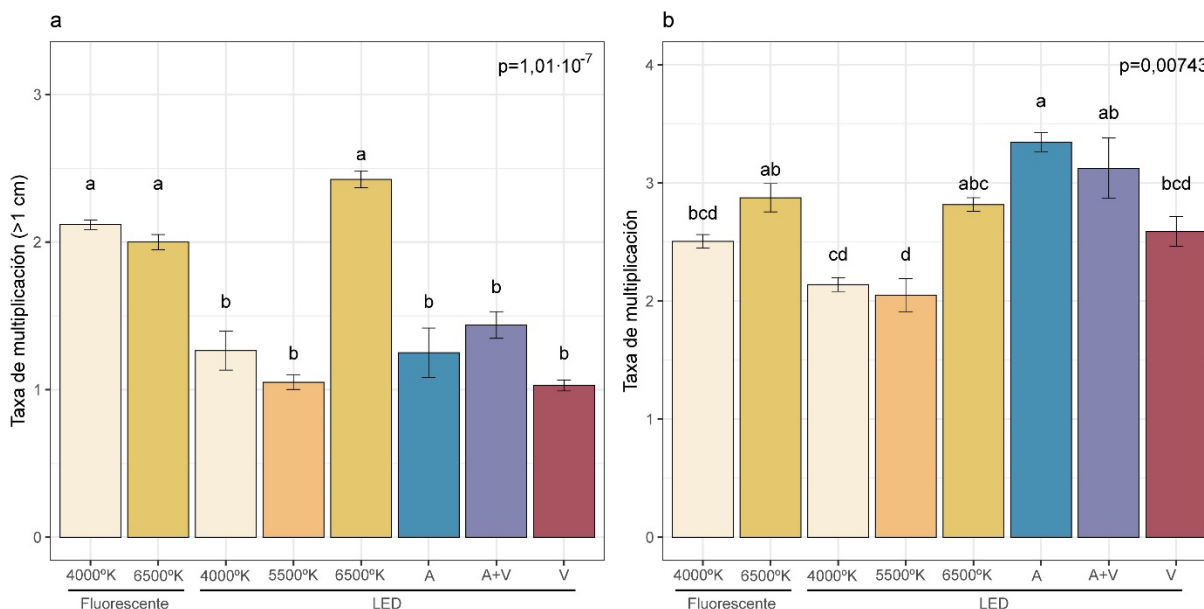 a
p=1,01·10⁻⁷
Taxa de multiplicación (>1 cm)
3
2
1
0
a
a
b
b
a
b
b
b
4000ºK 6500ºK 4000ºK 5500ºK 6500ºK A A+V V
Fluorescente LED
b
p=0,00743
Taxa de multiplicación
4
3
2
1
0
bcd
ab
cd
d
abc
a
ab
bcd
4000ºK 6500ºK 4000ºK 5500ºK 6500ºK A A+V V
Fluorescente LED